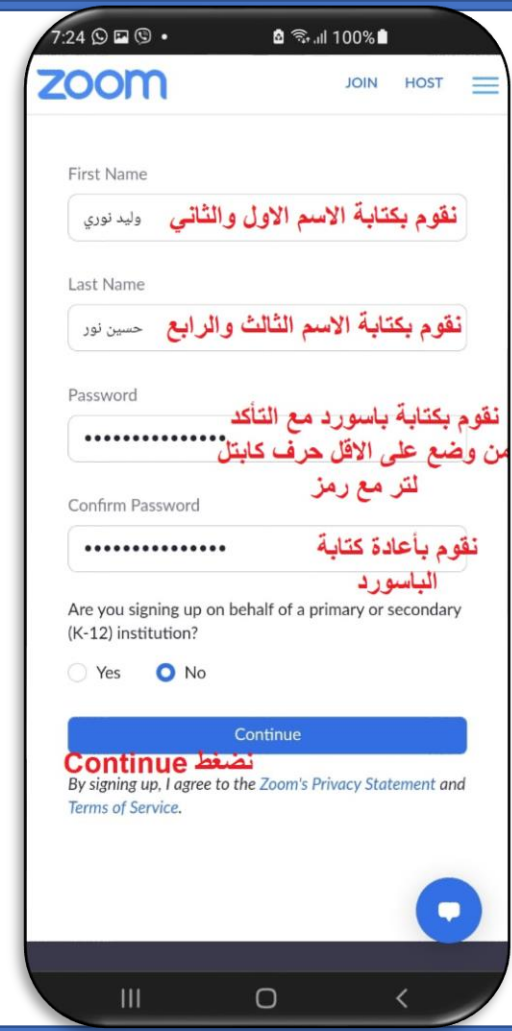 7:24
100%
zoom
JOIN HOST
First Name
وليد نوري نقوم بكتابة الاسم الاول والثاني
Last Name
حسين نور نقوم بكتابة الاسم الثالث والرابع
Password
نقوم بكتابة باسورد مع التأكد
من وضع على الاقل حرف كابتل
لتر مع رمز
Confirm Password
نقوم بأعادة كتابة
الباسورد
Are you signing up on behalf of a primary or secondary
(K-12) institution?
Yes No
Continue
نضغط Continue
By signing up, I agree to the Zoom's Privacy Statement and
Terms of Service.